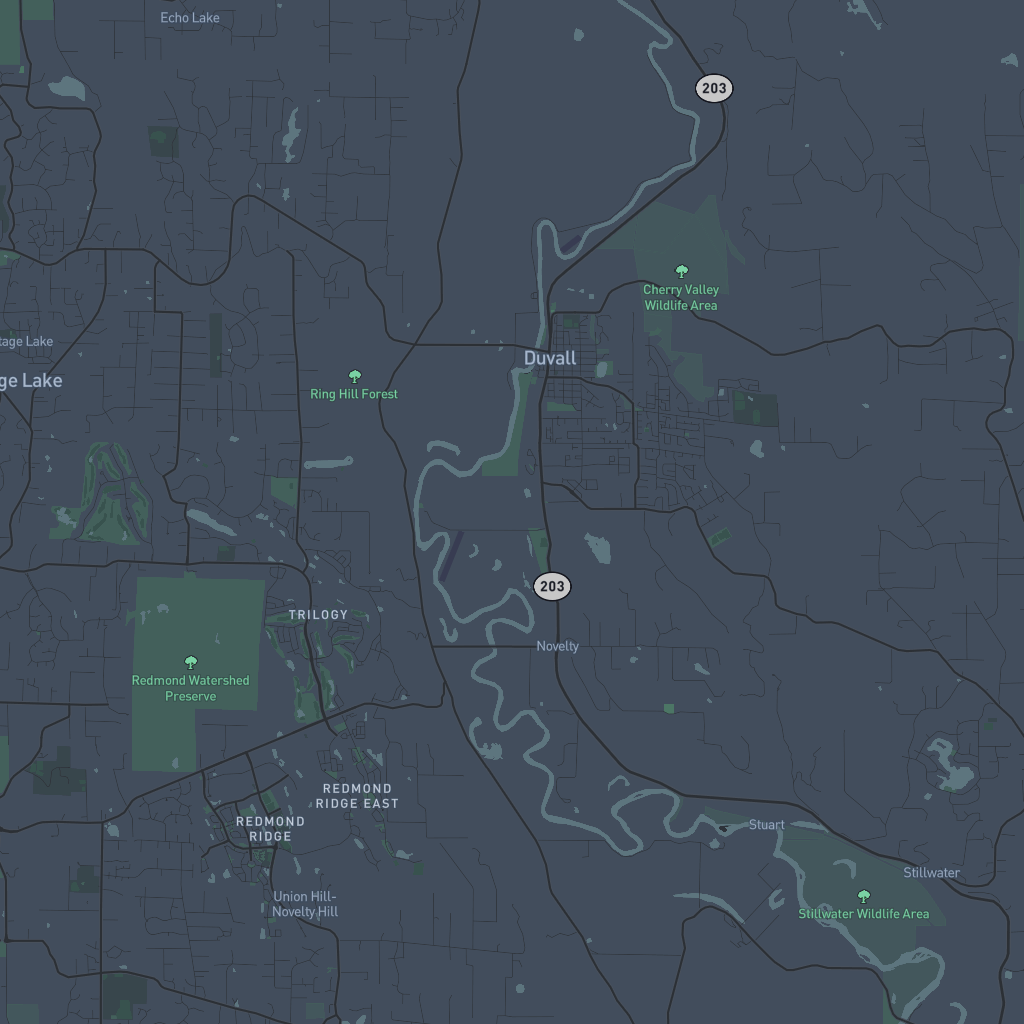 Echo Lake
203
Cherry Valley
Wildlife Area
tage Lake
Duvall
ge Lake
Ring Hill Forest
203
TRILOGY
Novelty
Redmond Watershed
Preserve
REDMOND
RIDGE EAST
REDMOND
RIDGE
Stuart
Stillwater
Union Hill-
Novelty Hill
Stillwater Wildlife Area